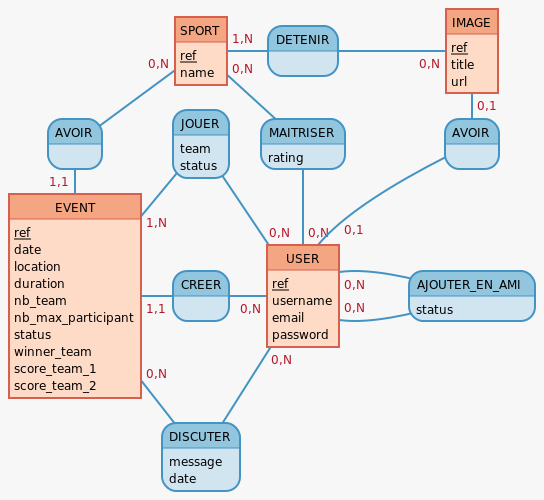 SPORT
ref
name
1,N
DETENIR
0,N
IMAGE
ref
title
url
0,N
0,N
0,1
AVOIR
JOUER
team
status
MAITRISER
rating
AVOIR
1,1
1,N
0,N
0,N
0,1
EVENT
ref
date
location
duration
nb_team
nb_max_participant
status
winner_team
score_team_1
score_team_2
1,1
CREER
0,N
USER
ref
username
email
password
0,N
0,N
AJOUTER_EN_AMI
status
0,N
0,N
DISCUTER
message
date